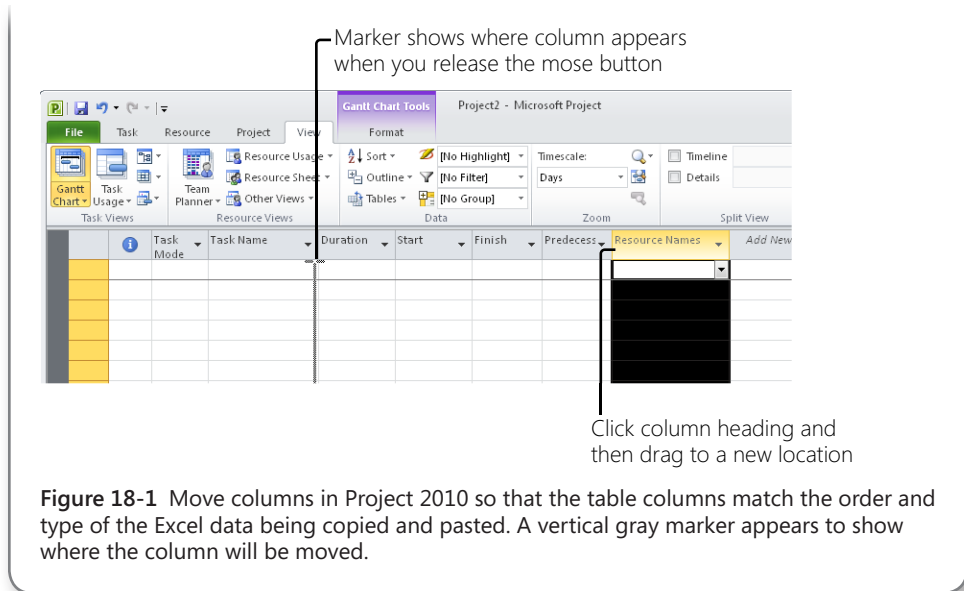 Marker shows where column appears
when you release the mose button
Gantt Chart Tools
Project2 - Microsoft Project
File Task Resource Project View Format
Resource Usage Sort [No Highlight] Timescale: Timeline
Resource Sheet Outline [No Filter] Days Details
Gantt Chart Task Usage Team Planner Other Views Tables [No Group]
Task Views Resource Views Data Zoom Split View
Task Mode Task Name Duration Start Finish Predecess Resource Names Add New
Click column heading and
then drag to a new location
Figure 18-1 Move columns in Project 2010 so that the table columns match the order and
type of the Excel data being copied and pasted. A vertical gray marker appears to show
where the column will be moved.